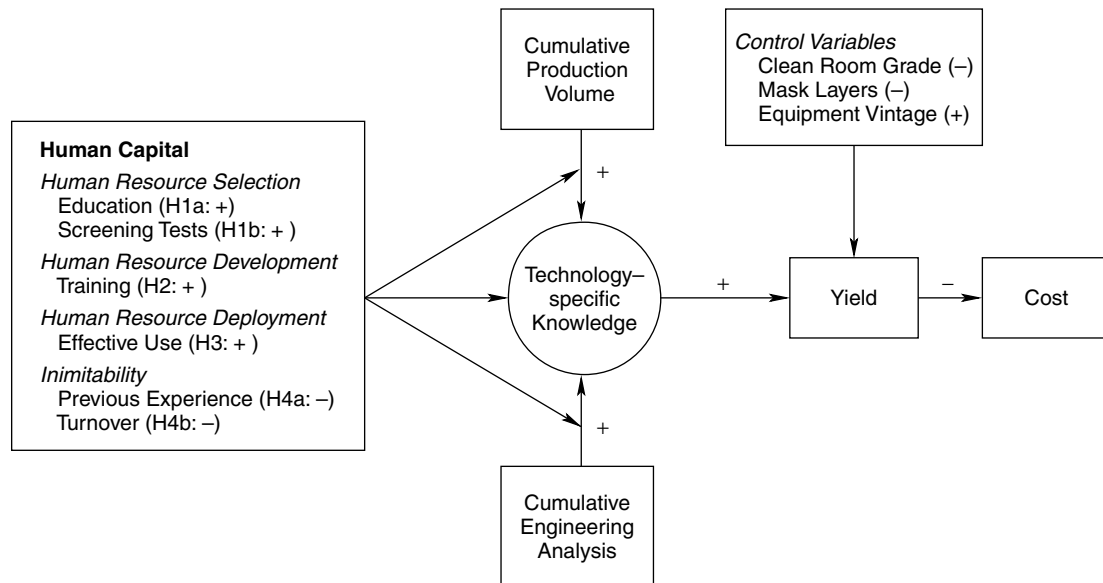 Cumulative
Production
Volume
Control Variables
Clean Room Grade (–)
Mask Layers (–)
Equipment Vintage (+)
Human Capital
Human Resource Selection
Education (H1a: +)
Screening Tests (H1b: + )
Human Resource Development
Training (H2: + )
Human Resource Deployment
Effective Use (H3: + )
Inimitability
Previous Experience (H4a: –)
Turnover (H4b: –)
+
Technology–
specific
Knowledge
+
Yield
–
Cost
+
Cumulative
Engineering
Analysis